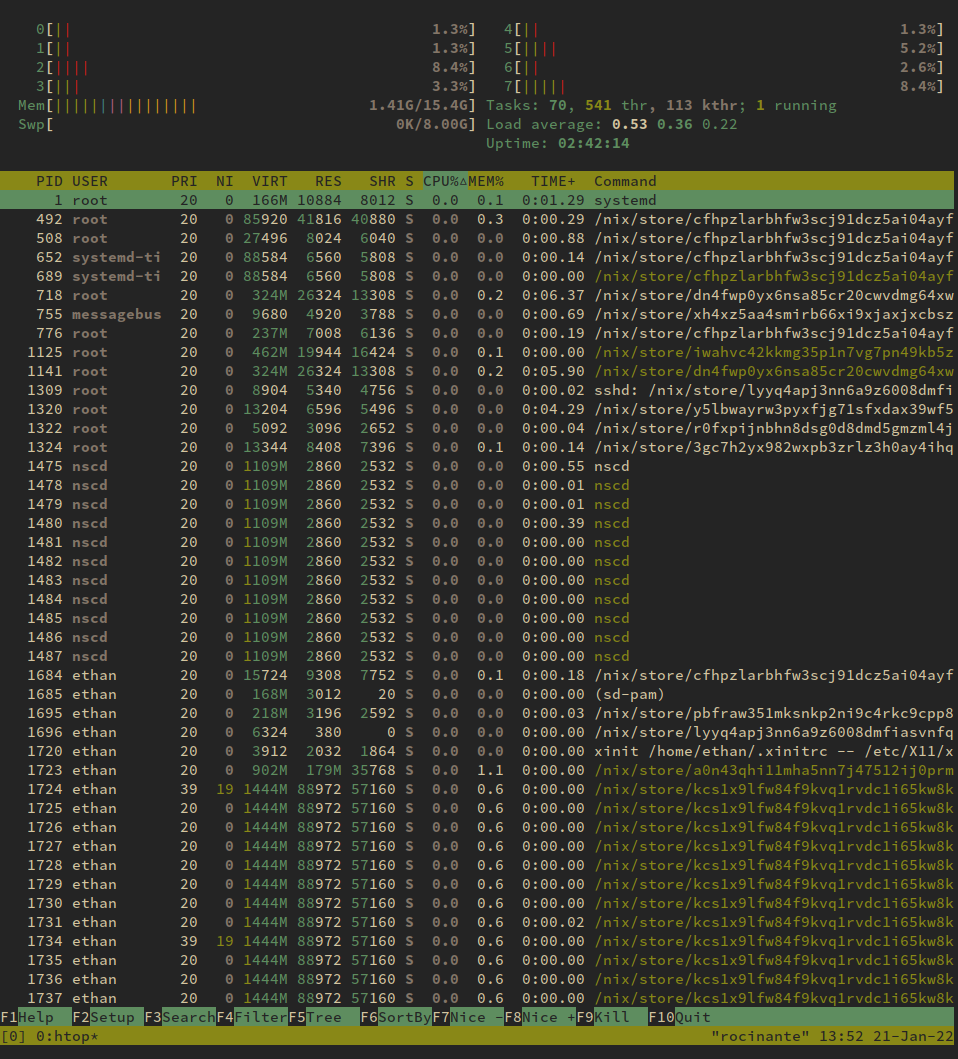 0[|| 1.3%] 4[|| 1.3%]
1[|| 1.3%] 5[|||| 5.2%]
2[|||| 8.4%] 6[|| 2.6%]
3[||| 3.3%] 7[||||| 8.4%]
Mem[|||||||||||||||| 1.41G/15.4G] Tasks: 70, 541 thr, 113 kthr; 1 running
Swp[ 0K/8.00G] Load average: 0.53 0.36 0.22
Uptime: 02:42:14
PID USER PRI NI VIRT RES SHR S CPU%△MEM% TIME+ Command
1 root 20 0 166M 10884 8012 S 0.0 0.1 0:01.29 systemd
492 root 20 0 85920 41816 40880 S 0.0 0.3 0:00.29 /nix/store/cfhpzlarbhfw3scj91dcz5ai04ayf
508 root 20 0 27496 8024 6040 S 0.0 0.0 0:00.88 /nix/store/cfhpzlarbhfw3scj91dcz5ai04ayf
652 systemd-ti 20 0 88584 6560 5808 S 0.0 0.0 0:00.14 /nix/store/cfhpzlarbhfw3scj91dcz5ai04ayf
689 systemd-ti 20 0 88584 6560 5808 S 0.0 0.0 0:00.00 /nix/store/cfhpzlarbhfw3scj91dcz5ai04ayf
718 root 20 0 324M 26324 13308 S 0.0 0.2 0:06.37 /nix/store/dn4fwp0yx6nsa85cr20cwvdmg64xw
755 messagebus 20 0 9680 4920 3788 S 0.0 0.0 0:00.69 /nix/store/xh4xz5aa4smirb66xi9xjaxjxcbsz
776 root 20 0 237M 7008 6136 S 0.0 0.0 0:00.19 /nix/store/cfhpzlarbhfw3scj91dcz5ai04ayf
1125 root 20 0 462M 19944 16424 S 0.0 0.1 0:00.00 /nix/store/iwahvc42kkmg35p1n7vg7pn49kb5z
1141 root 20 0 324M 26324 13308 S 0.0 0.2 0:05.90 /nix/store/dn4fwp0yx6nsa85cr20cwvdmg64xw
1309 root 20 0 8904 5340 4756 S 0.0 0.0 0:00.02 sshd: /nix/store/lyyq4apj3nn6a9z6008dmfi
1320 root 20 0 13204 6596 5496 S 0.0 0.0 0:04.29 /nix/store/y5lbwayrw3pyxfjg71sfxdax39wf5
1322 root 20 0 5092 3096 2652 S 0.0 0.0 0:00.04 /nix/store/r0fxpijnbhn8dsg0d8dmd5gmzml4j
1324 root 20 0 13344 8408 7396 S 0.0 0.1 0:00.14 /nix/store/3gc7h2yx982wxpb3zrlz3h0ay4ihq
1475 nscd 20 0 1109M 2860 2532 S 0.0 0.0 0:00.55 nscd
1478 nscd 20 0 1109M 2860 2532 S 0.0 0.0 0:00.01 nscd
1479 nscd 20 0 1109M 2860 2532 S 0.0 0.0 0:00.01 nscd
1480 nscd 20 0 1109M 2860 2532 S 0.0 0.0 0:00.39 nscd
1481 nscd 20 0 1109M 2860 2532 S 0.0 0.0 0:00.00 nscd
1482 nscd 20 0 1109M 2860 2532 S 0.0 0.0 0:00.00 nscd
1483 nscd 20 0 1109M 2860 2532 S 0.0 0.0 0:00.00 nscd
1484 nscd 20 0 1109M 2860 2532 S 0.0 0.0 0:00.00 nscd
1485 nscd 20 0 1109M 2860 2532 S 0.0 0.0 0:00.00 nscd
1486 nscd 20 0 1109M 2860 2532 S 0.0 0.0 0:00.00 nscd
1487 nscd 20 0 1109M 2860 2532 S 0.0 0.0 0:00.00 nscd
1684 ethan 20 0 15724 9308 7752 S 0.0 0.1 0:00.18 /nix/store/cfhpzlarbhfw3scj91dcz5ai04ayf
1685 ethan 20 0 168M 3012 20 S 0.0 0.0 0:00.00 (sd-pam)
1695 ethan 20 0 218M 3196 2592 S 0.0 0.0 0:00.03 /nix/store/pbfraw351mksnkp2ni9c4rkc9cpp8
1696 ethan 20 0 6324 380 0 S 0.0 0.0 0:00.00 /nix/store/lyyq4apj3nn6a9z6008dmfiasvnfq
1720 ethan 20 0 3912 2032 1864 S 0.0 0.0 0:00.00 xinit /home/ethan/.xinitrc -- /etc/X11/x
1723 ethan 20 0 902M 179M 35768 S 0.0 1.1 0:00.00 /nix/store/a0n43qhi11mha5nn7j47512ij0prm
1724 ethan 39 19 1444M 88972 57160 S 0.0 0.6 0:00.00 /nix/store/kcs1x9lfw84f9kvq1rvdc1i65kw8k
1725 ethan 20 0 1444M 88972 57160 S 0.0 0.6 0:00.00 /nix/store/kcs1x9lfw84f9kvq1rvdc1i65kw8k
1726 ethan 20 0 1444M 88972 57160 S 0.0 0.6 0:00.00 /nix/store/kcs1x9lfw84f9kvq1rvdc1i65kw8k
1727 ethan 20 0 1444M 88972 57160 S 0.0 0.6 0:00.00 /nix/store/kcs1x9lfw84f9kvq1rvdc1i65kw8k
1728 ethan 20 0 1444M 88972 57160 S 0.0 0.6 0:00.00 /nix/store/kcs1x9lfw84f9kvq1rvdc1i65kw8k
1729 ethan 20 0 1444M 88972 57160 S 0.0 0.6 0:00.00 /nix/store/kcs1x9lfw84f9kvq1rvdc1i65kw8k
1730 ethan 20 0 1444M 88972 57160 S 0.0 0.6 0:00.00 /nix/store/kcs1x9lfw84f9kvq1rvdc1i65kw8k
1731 ethan 20 0 1444M 88972 57160 S 0.0 0.6 0:00.02 /nix/store/kcs1x9lfw84f9kvq1rvdc1i65kw8k
1734 ethan 39 19 1444M 88972 57160 S 0.0 0.6 0:00.00 /nix/store/kcs1x9lfw84f9kvq1rvdc1i65kw8k
1735 ethan 20 0 1444M 88972 57160 S 0.0 0.6 0:00.00 /nix/store/kcs1x9lfw84f9kvq1rvdc1i65kw8k
1736 ethan 20 0 1444M 88972 57160 S 0.0 0.6 0:00.00 /nix/store/kcs1x9lfw84f9kvq1rvdc1i65kw8k
1737 ethan 20 0 1444M 88972 57160 S 0.0 0.6 0:00.00 /nix/store/kcs1x9lfw84f9kvq1rvdc1i65kw8k
F1Help F2Setup F3SearchF4FilterF5Tree F6SortByF7Nice -F8Nice +F9Kill F10Quit
[0] 0:htop* "rocinante" 13:52 21-Jan-22